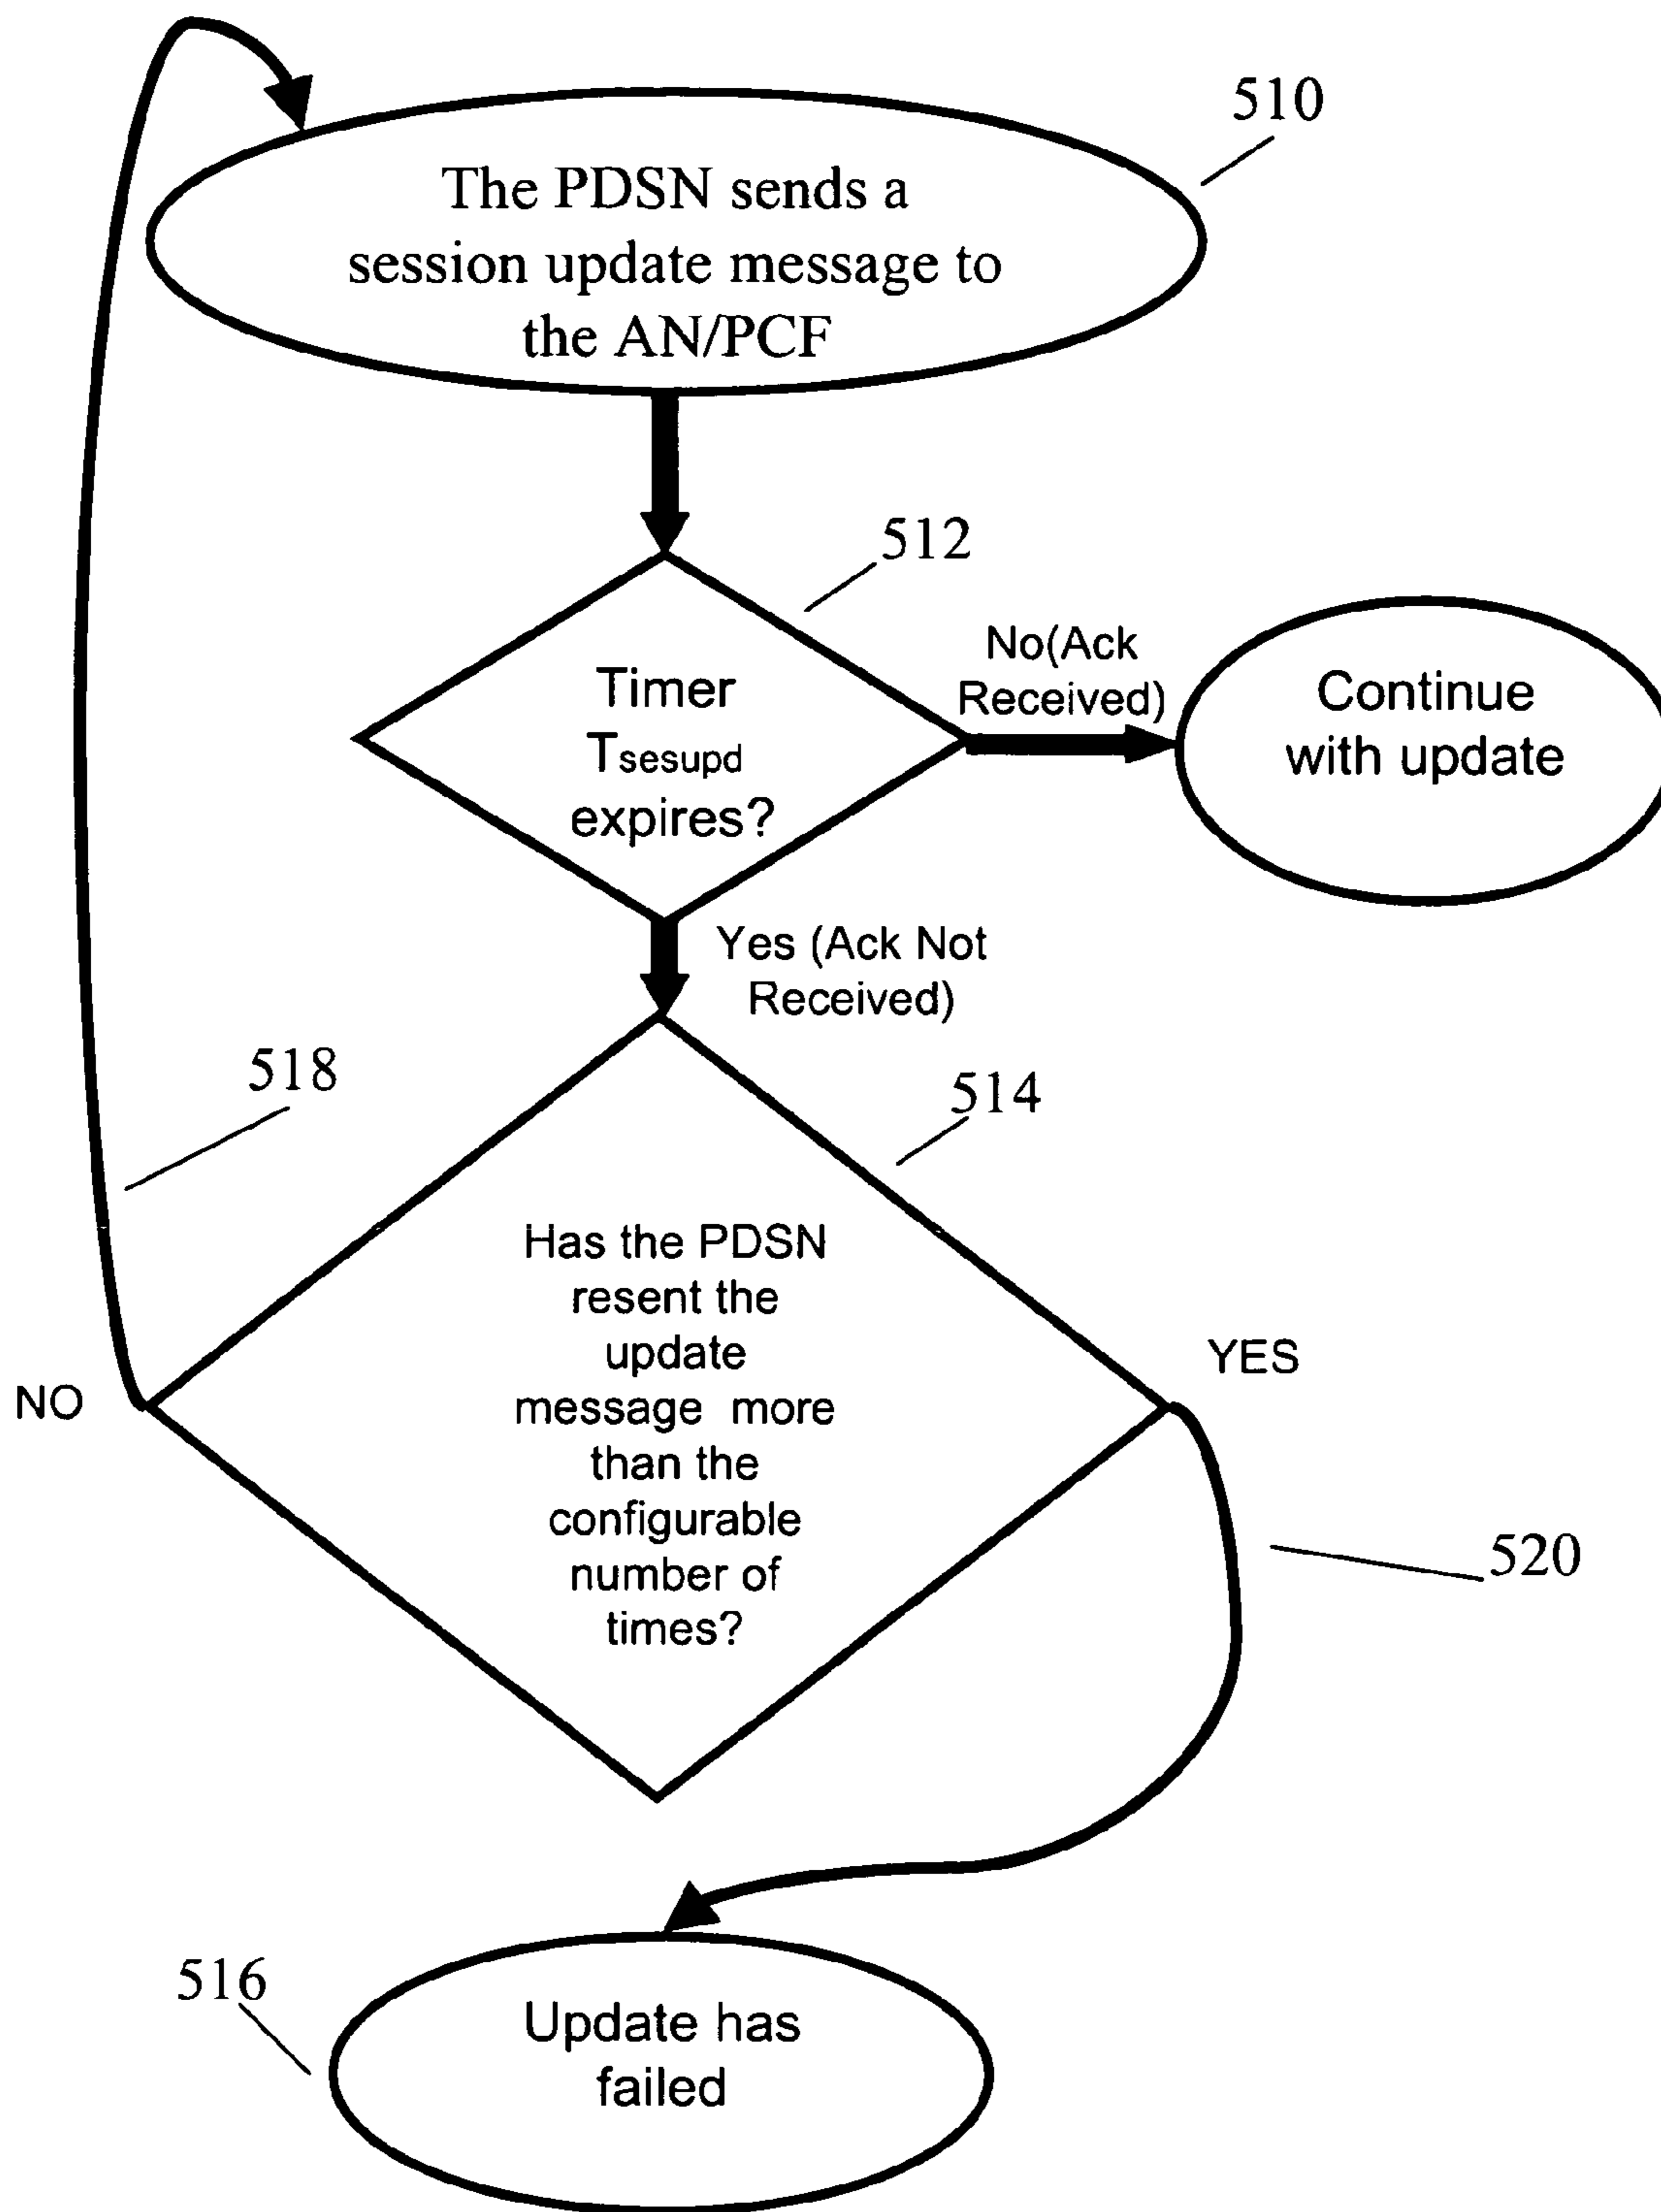 510
The PDSN sends a
session update message to
the AN/PCF
512
No(Ack
Received)
Timer
Tsesupd
expires?
Continue
with update
Yes (Ack Not
Received)
518
514
Has the PDSN
resent the
update
message more
than the
configurable
number of
times?
NO
YES
520
516
Update has
failed